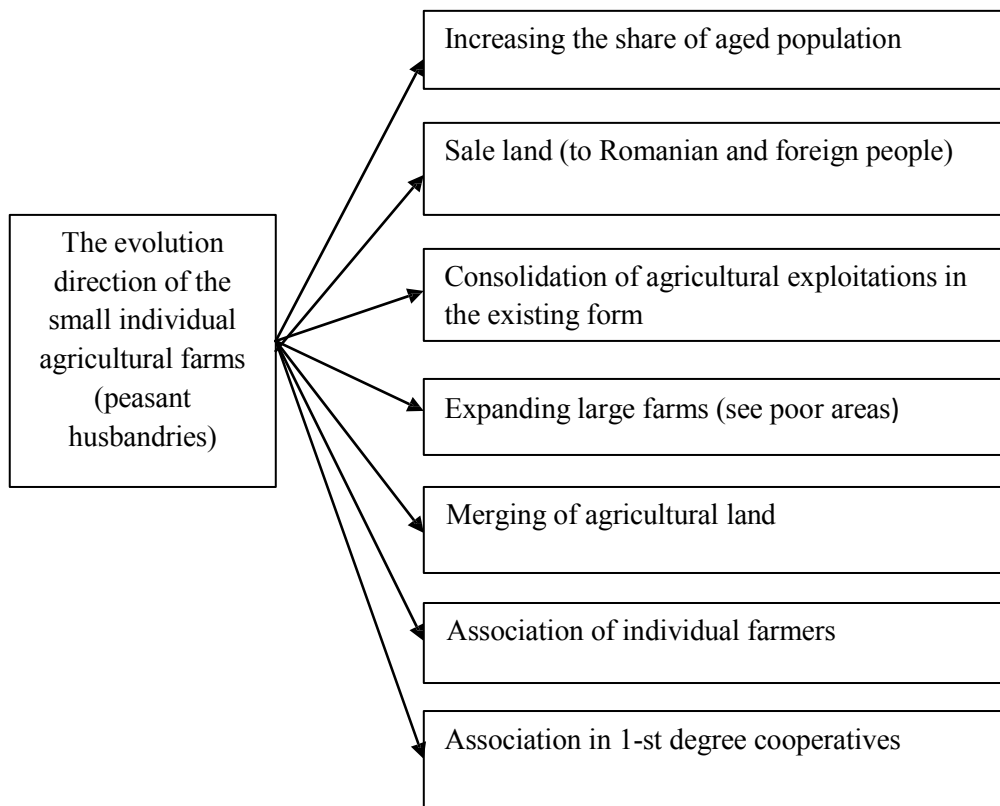 Increasing the share of aged population
Sale land (to Romanian and foreign people)
The evolution
direction of the
small individual
agricultural farms
(peasant
husbandries)
Consolidation of agricultural exploitations in
the existing form
Expanding large farms (see poor areas)
Merging of agricultural land
Association of individual farmers
Association in 1-st degree cooperatives